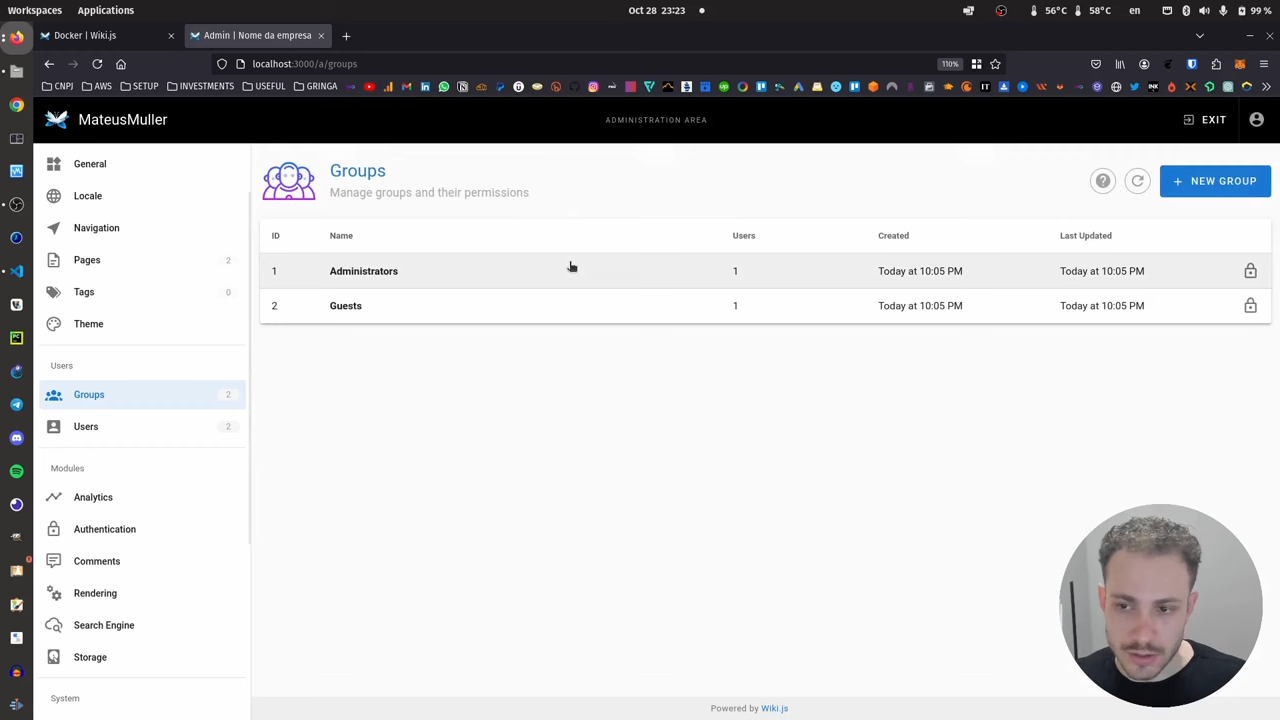 Workspaces Applications Oct 28 23:23 56°C 58°C en 99 %
Docker | Wiki.js Admin | Nome da empresa
localhost:3000/a/groups 110%
CNPJ AWS SETUP INVESTMENTS USEFUL GRINGA
MateusMuller ADMINISTRATION AREA EXIT
General
Locale
Navigation
Pages 2
Tags 0
Theme
Users
Groups 2
Users 2
Modules
Analytics
Authentication
Comments
Rendering
Search Engine
Storage
System
Groups
Manage groups and their permissions
NEW GROUP
ID Name Users Created Last Updated
1 Administrators 1 Today at 10:05 PM Today at 10:05 PM
2 Guests 1 Today at 10:05 PM Today at 10:05 PM
Powered by Wiki.js